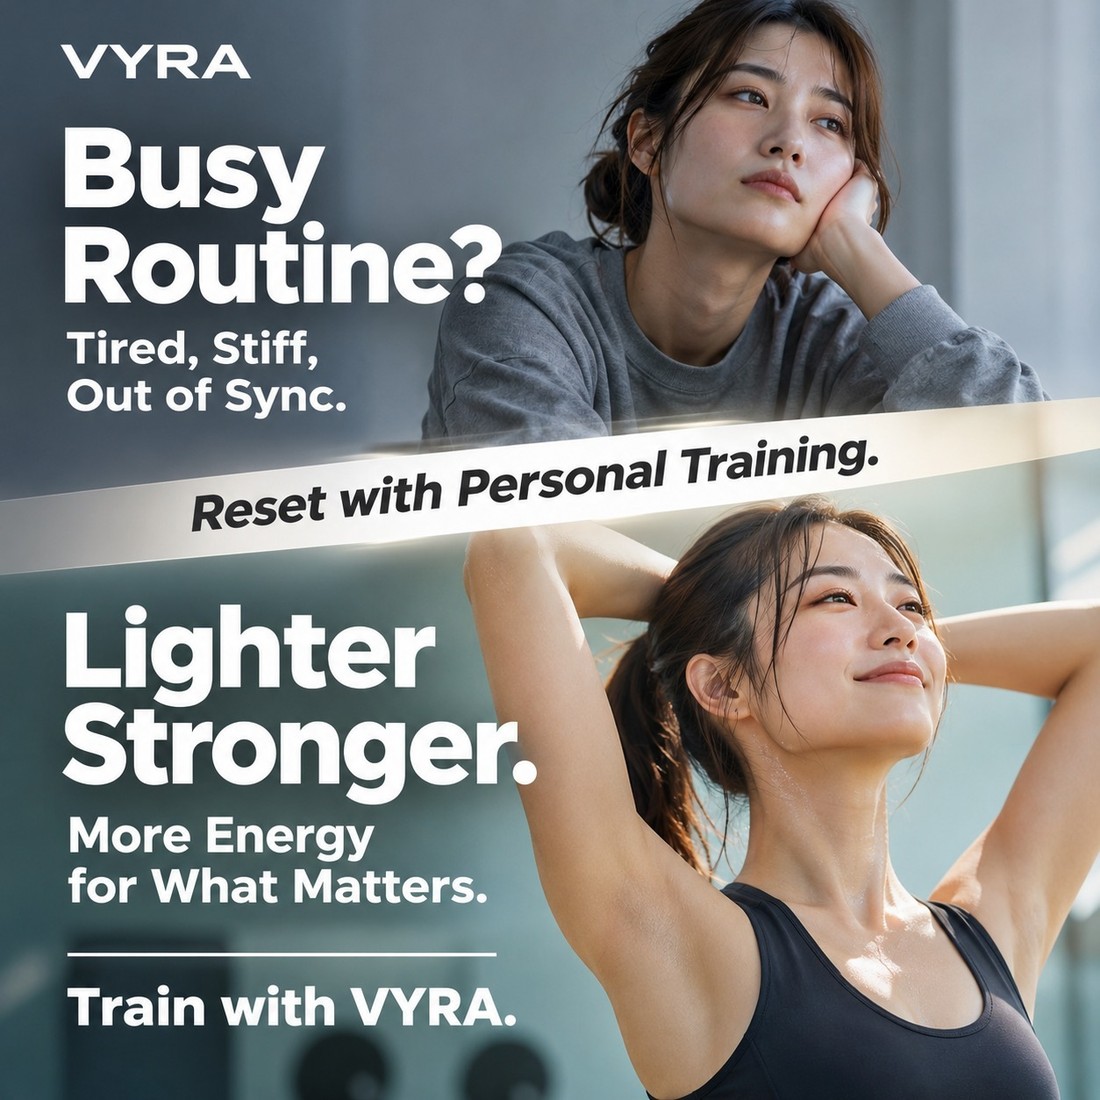 VYRA
Busy
Routine?
Tired, Stiff,
Out of Sync.
Reset with Personal Training.
Lighter
Stronger.
More Energy
for What Matters.
Train with VYRA.